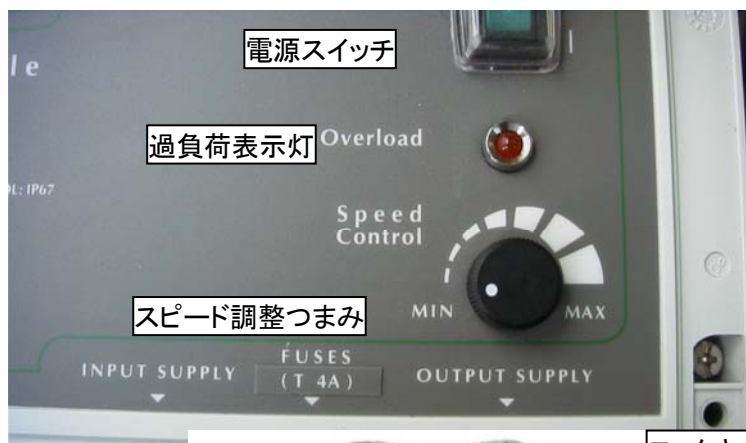 電源スイッチ
le
I
過負荷表示灯
Overload
OL: IP67
Speed
Control
スピード調整つまみ
MIN
MAX
INPUT SUPPLY
FUSES
(T 4A)
OUTPUT SUPPLY